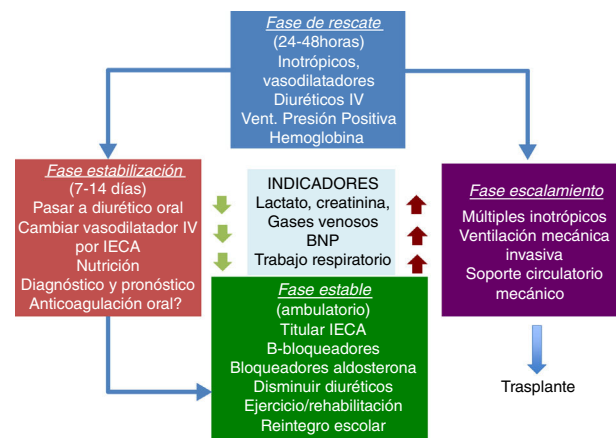 Fase de rescate
(24-48horas)
Inotrópicos,
vasodilatadores
Diuréticos IV
Vent. Presión Positiva
Hemoglobina
Fase estabilización
(7-14 días)
Pasar a diurético oral
Cambiar vasodilatador IV
por IECA
Nutrición
Diagnóstico y pronóstico
Anticoagulación oral?
INDICADORES
Lactato, creatinina,
Gases venosos
BNP
Trabajo respiratorio
Fase escalamiento
Múltiples inotrópicos
Ventilación mecánica
invasiva
Soporte circulatorio
mecánico
Fase estable
(ambulatorio)
Titular IECA
B-bloqueadores
Bloqueadores aldosterona
Disminuir diuréticos
Ejercicio/rehabilitación
Reintegro escolar
Trasplante